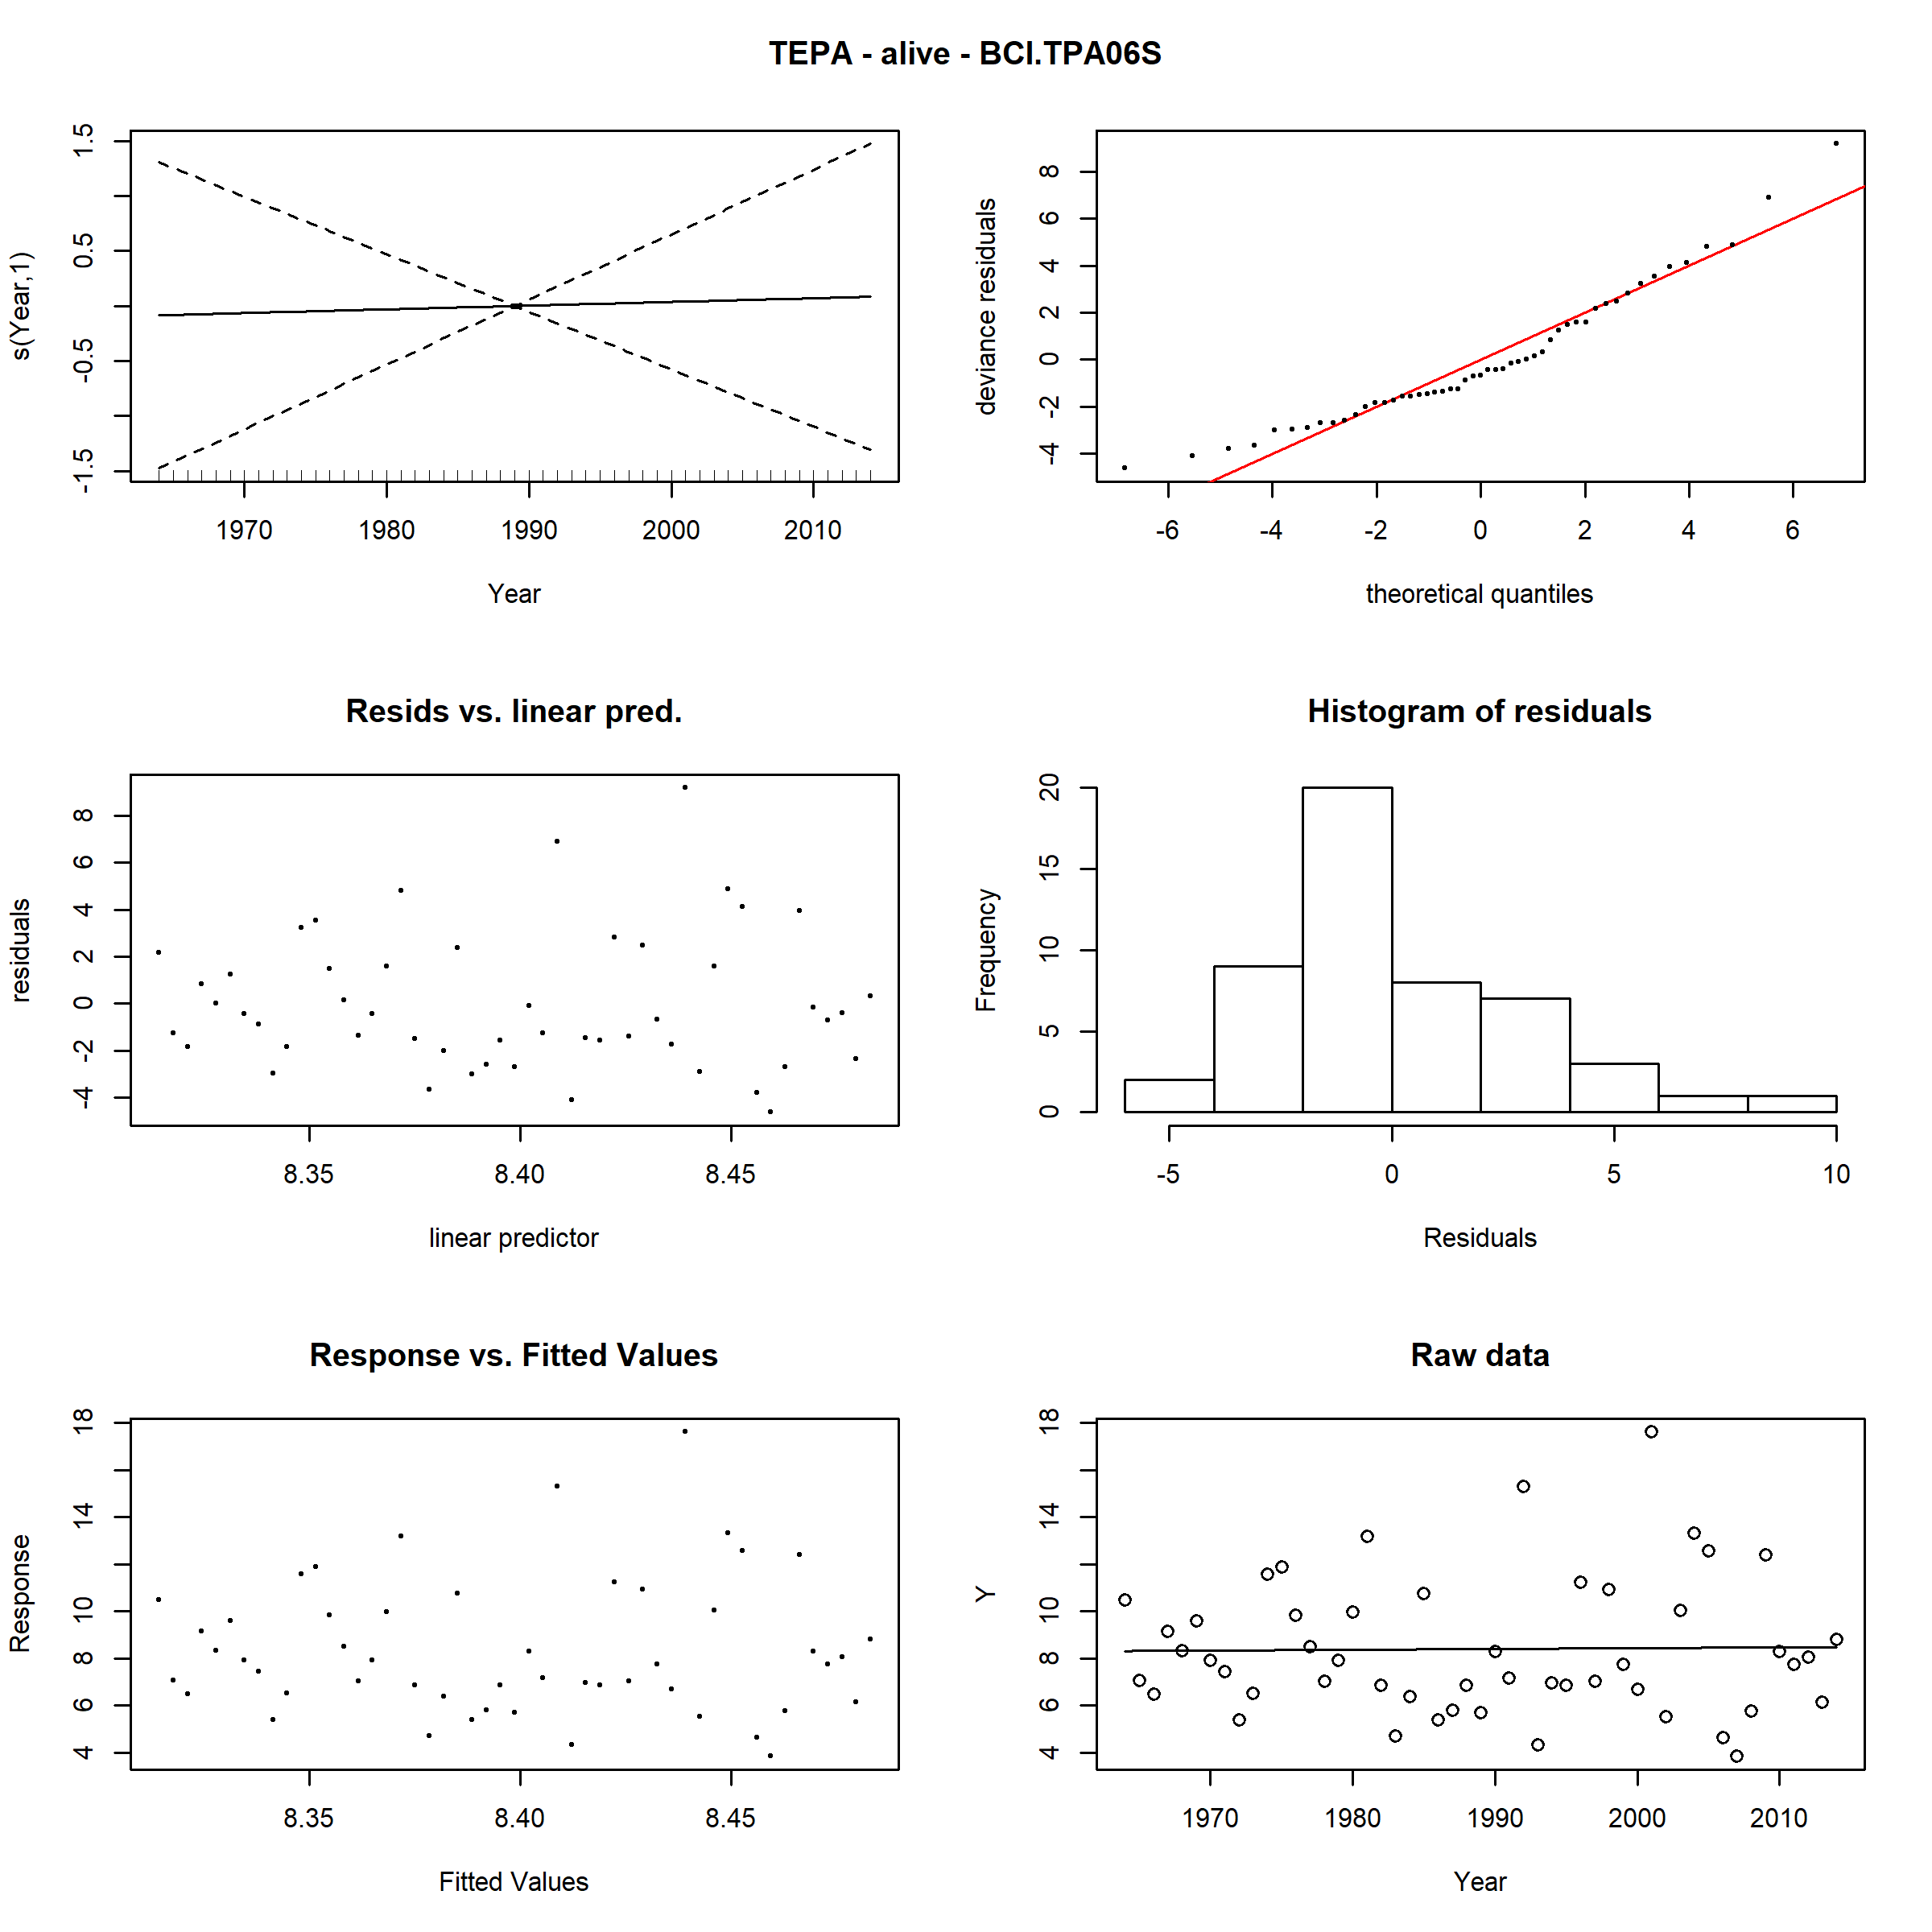 TEPA - alive - BCI.TPA06S
s(Year,1)
1.5
0.5
-0.5
-1.5
1970 1980 1990 2000 2010
Year
deviance residuals
8
6
4
2
0
-2
-4
-6 -4 -2 0 2 4 6
theoretical quantiles
Resids vs. linear pred.
residuals
8
6
4
2
0
-2
-4
8.35 8.40 8.45
linear predictor
Histogram of residuals
Frequency
20
15
10
5
0
-5 0 5 10
Residuals
Response vs. Fitted Values
Response
18
14
10
8
6
4
8.35 8.40 8.45
Fitted Values
Raw data
Y
18
14
10
8
6
4
1970 1980 1990 2000 2010
Year